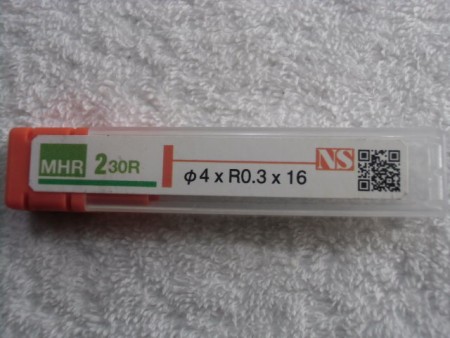 MHR 230R
NS
φ4 x R0.3 x 16